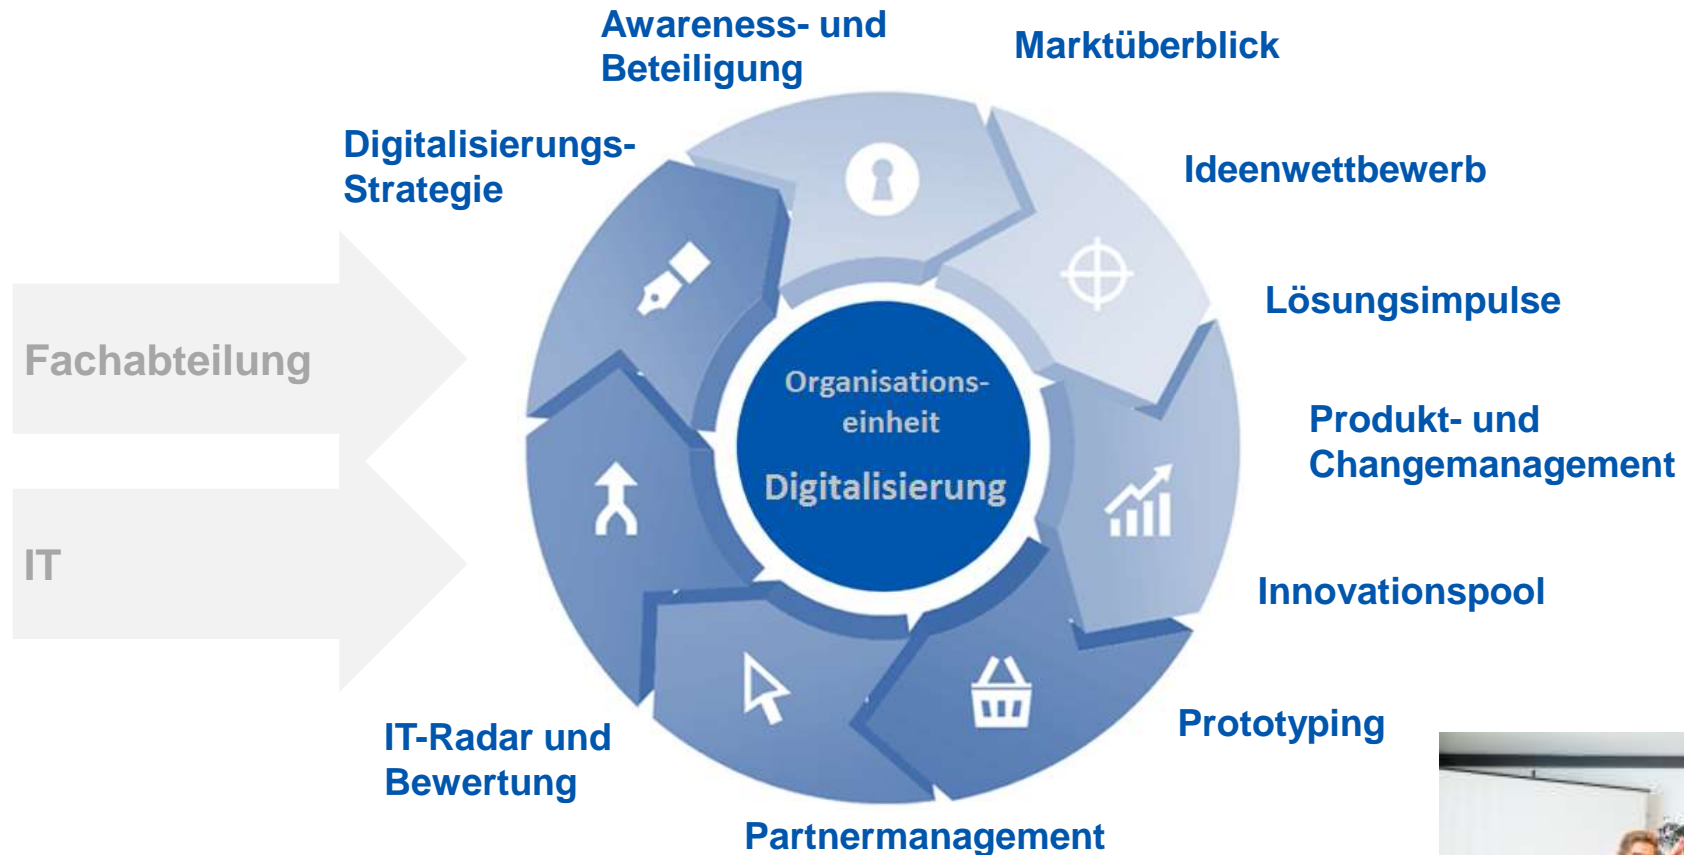 Awareness- und
Beteiligung
Marktüberblick
Digitalisierungs-
Strategie
Ideenwettbewerb
Lösungsimpulse
Fachabteilung
Organisations-
einheit
Digitalisierung
Produkt- und
Changemanagement
IT
Innovationspool
IT-Radar und
Bewertung
Prototyping
Partnermanagement